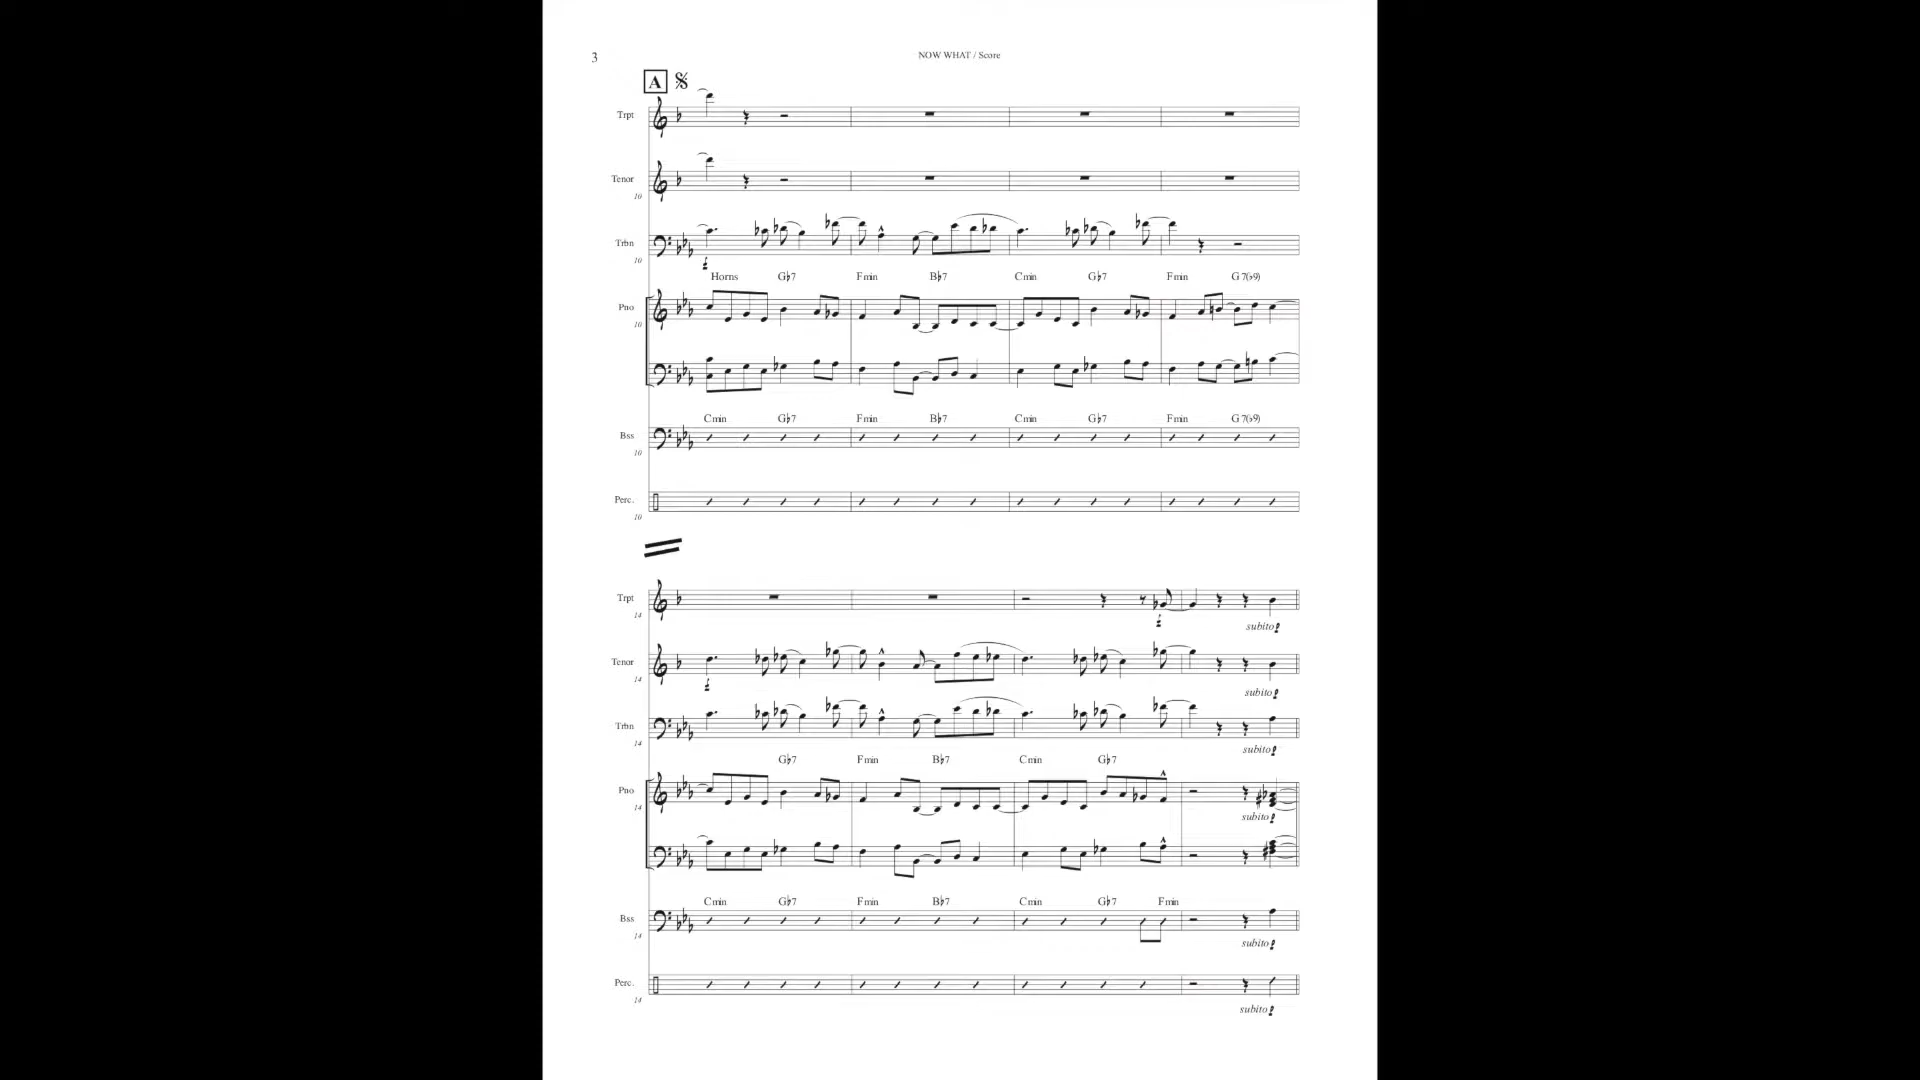 3
NOW WHAT / Score
A
Trpt
Tenor
10
Trbn
10
Horns G♭7 Fmin B♭7 Cmin G♭7 Fmin G7(♭9)
Pno
10
Cmin G♭7 Fmin B♭7 Cmin G♭7 Fmin G7(♭9)
Bss
10
Perc.
10
Trpt
14
subito
Tenor
14
subito
Trbn
14
subito
G♭7 Fmin B♭7 Cmin G♭7
Pno
14
subito
Cmin G♭7 Fmin B♭7 Cmin G♭7 Fmin
Bss
14
subito
Perc.
14
subito